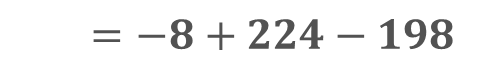 = −8 + 224 − 198